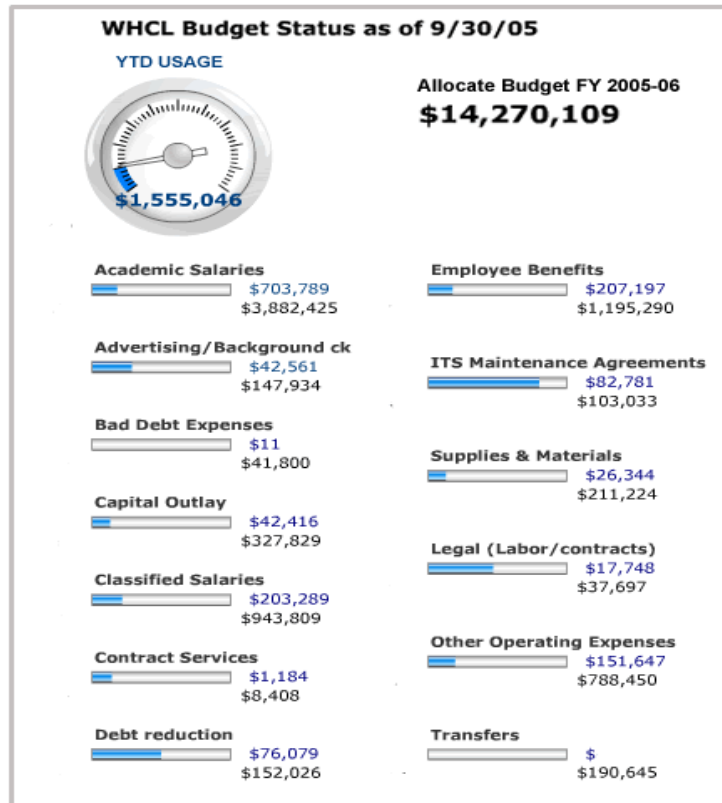 WHCL Budget Status as of 9/30/05
YTD USAGE
$1,555,046
Allocate Budget FY 2005-06
$14,270,109
Academic Salaries
$703,789
$3,882,425
Advertising/Background ck
$42,561
$147,934
Bad Debt Expenses
$11
$41,800
Capital Outlay
$42,416
$327,829
Classified Salaries
$203,289
$943,809
Contract Services
$1,184
$8,408
Debt reduction
$76,079
$152,026
Employee Benefits
$207,197
$1,195,290
ITS Maintenance Agreements
$82,781
$103,033
Supplies & Materials
$26,344
$211,224
Legal (Labor/contracts)
$17,748
$37,697
Other Operating Expenses
$151,647
$788,450
Transfers
$
$190,645